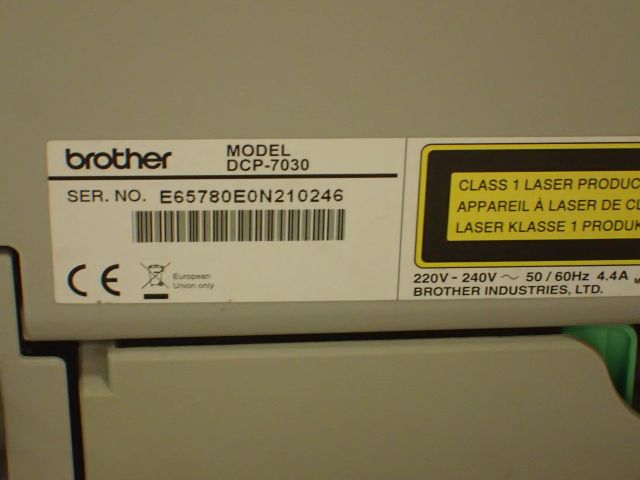 brother
MODEL
DCP-7030
SER. NO. E65780E0N210246
CE
European
Union only
CLASS 1 LASER PRODUC
APPAREIL À LASER DE CL
LASER KLASSE 1 PRODUK
220V - 240V ~ 50 / 60Hz 4.4A M
BROTHER INDUSTRIES, LTD.